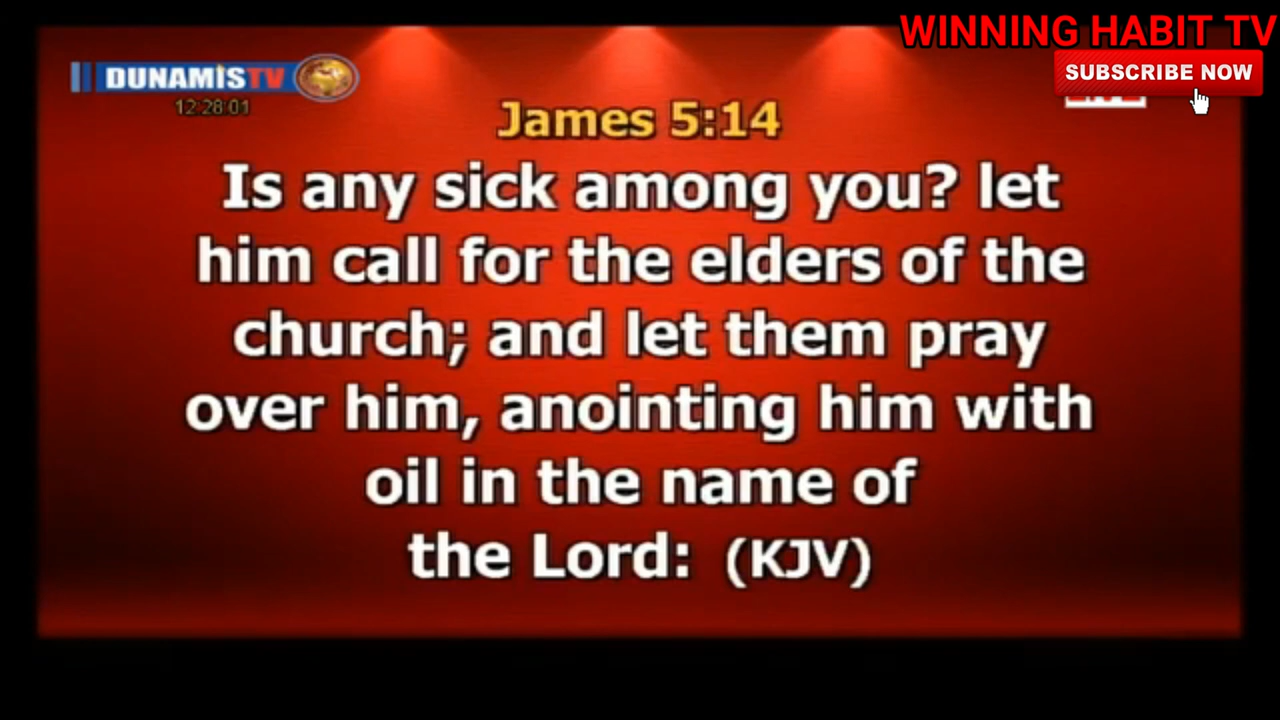 WINNING HABIT TV
SUBSCRIBE NOW
DUNAMIS TV
12:28:01
James 5:14
Is any sick among you? let
him call for the elders of the
church; and let them pray
over him, anointing him with
oil in the name of
the Lord: (KJV)